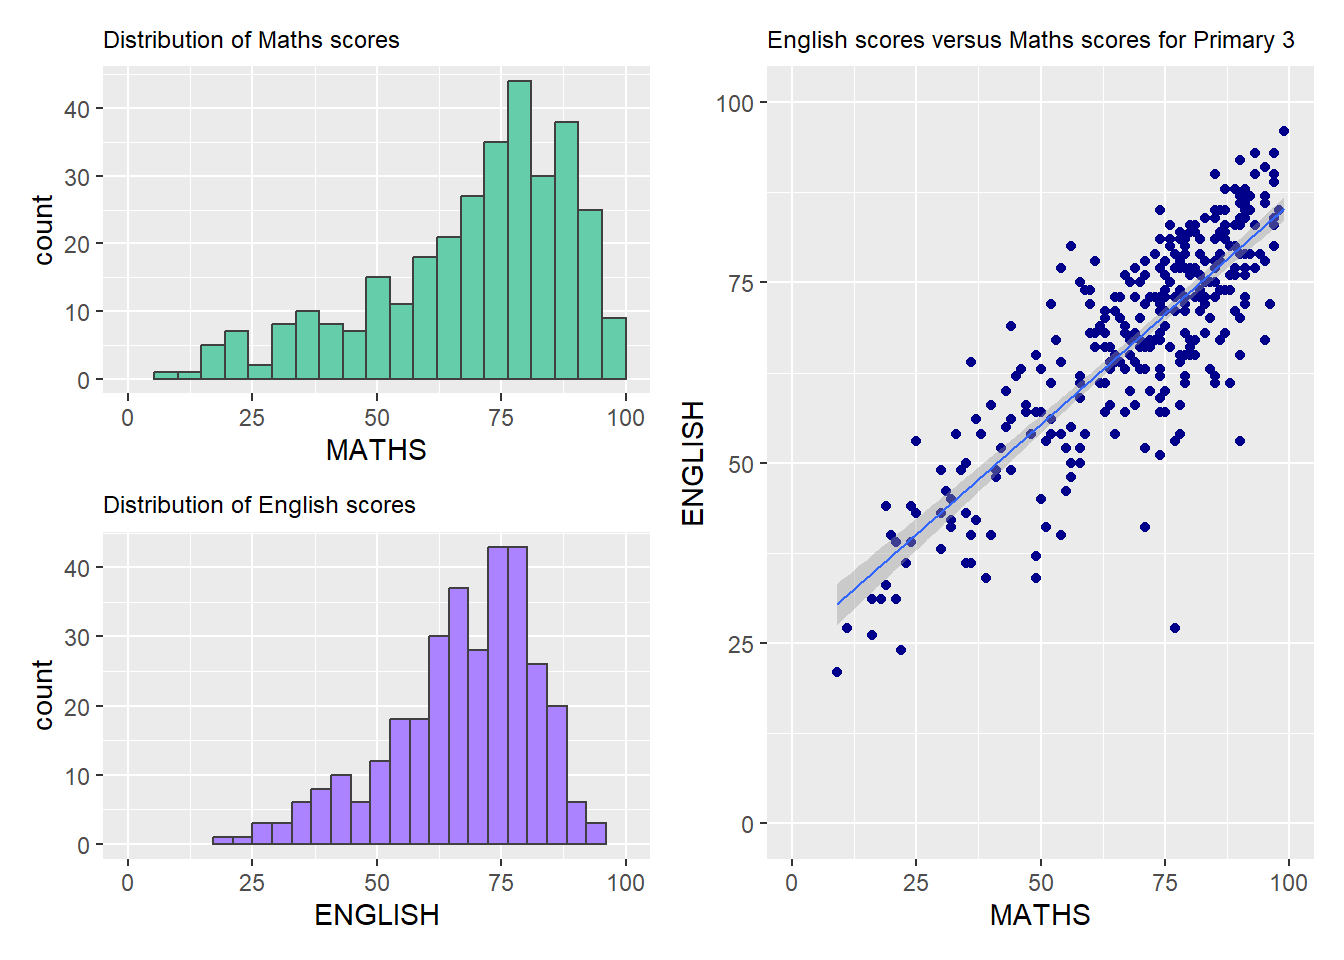 Distribution of Maths scores
40
30
20
10
0
count
0 25 50 75 100
MATHS
Distribution of English scores
40
30
20
10
0
count
0 25 50 75 100
ENGLISH
English scores versus Maths scores for Primary 3
100
75
50
25
0
ENGLISH
0 25 50 75 100
MATHS